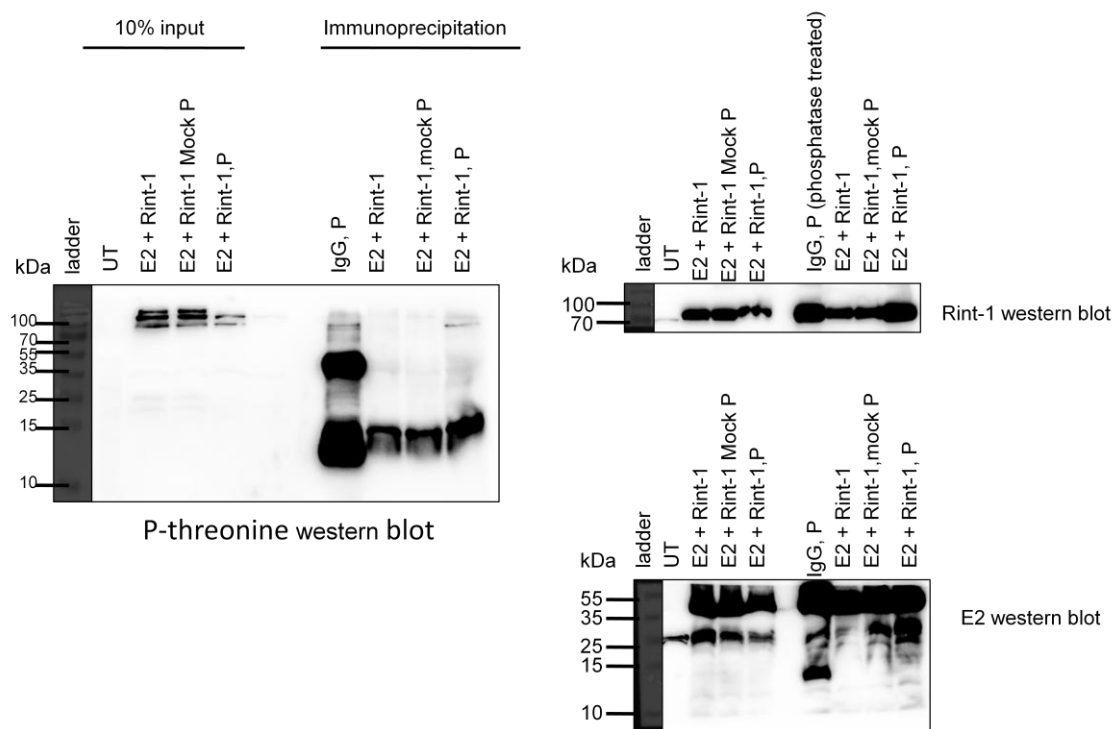 10% input
Immunoprecipitation
kDa
ladder
UT
E2 + Rint-1
E2 + Rint-1 Mock P
E2 + Rint-1,P
IgG, P
E2 + Rint-1
E2 + Rint-1,mock P
E2 + Rint-1, P
100
70
55
35
25
15
10
P-threonine western blot
kDa
ladder
UT
E2 + Rint-1
E2 + Rint-1 Mock P
E2 + Rint-1,P
IgG, P (phosphatase treated)
E2 + Rint-1
E2 + Rint-1,mock P
E2 + Rint-1, P
100
70
Rint-1 western blot
kDa
ladder
UT
E2 + Rint-1
E2 + Rint-1 Mock P
E2 + Rint-1,P
IgG, P
E2 + Rint-1
E2 + Rint-1,mock P
E2 + Rint-1, P
55
35
25
15
10
E2 western blot